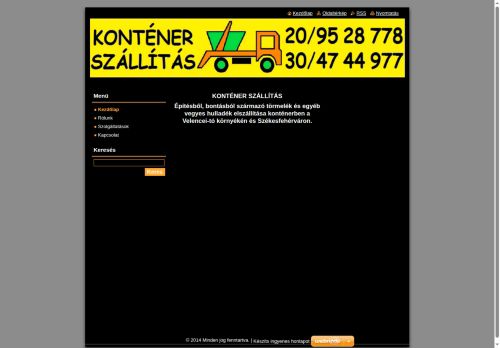 Kezdőlap Oldaltérkép RSS Nyomtatás
KONTÉNER
SZÁLLÍTÁS
20/95 28 778
30/47 44 977
Menü
Kezdőlap
Rólunk
Szolgáltatások
Kapcsolat
Keresés
Keres
KONTÉNER SZÁLLÍTÁS
Építésből, bontásból származó törmelék és egyéb
vegyes hulladék elszállítása konténerben a
Velencei-tó környékén és Székesfehérváron.
© 2014 Minden jog fenntartva. | Készíts ingyenes honlapot